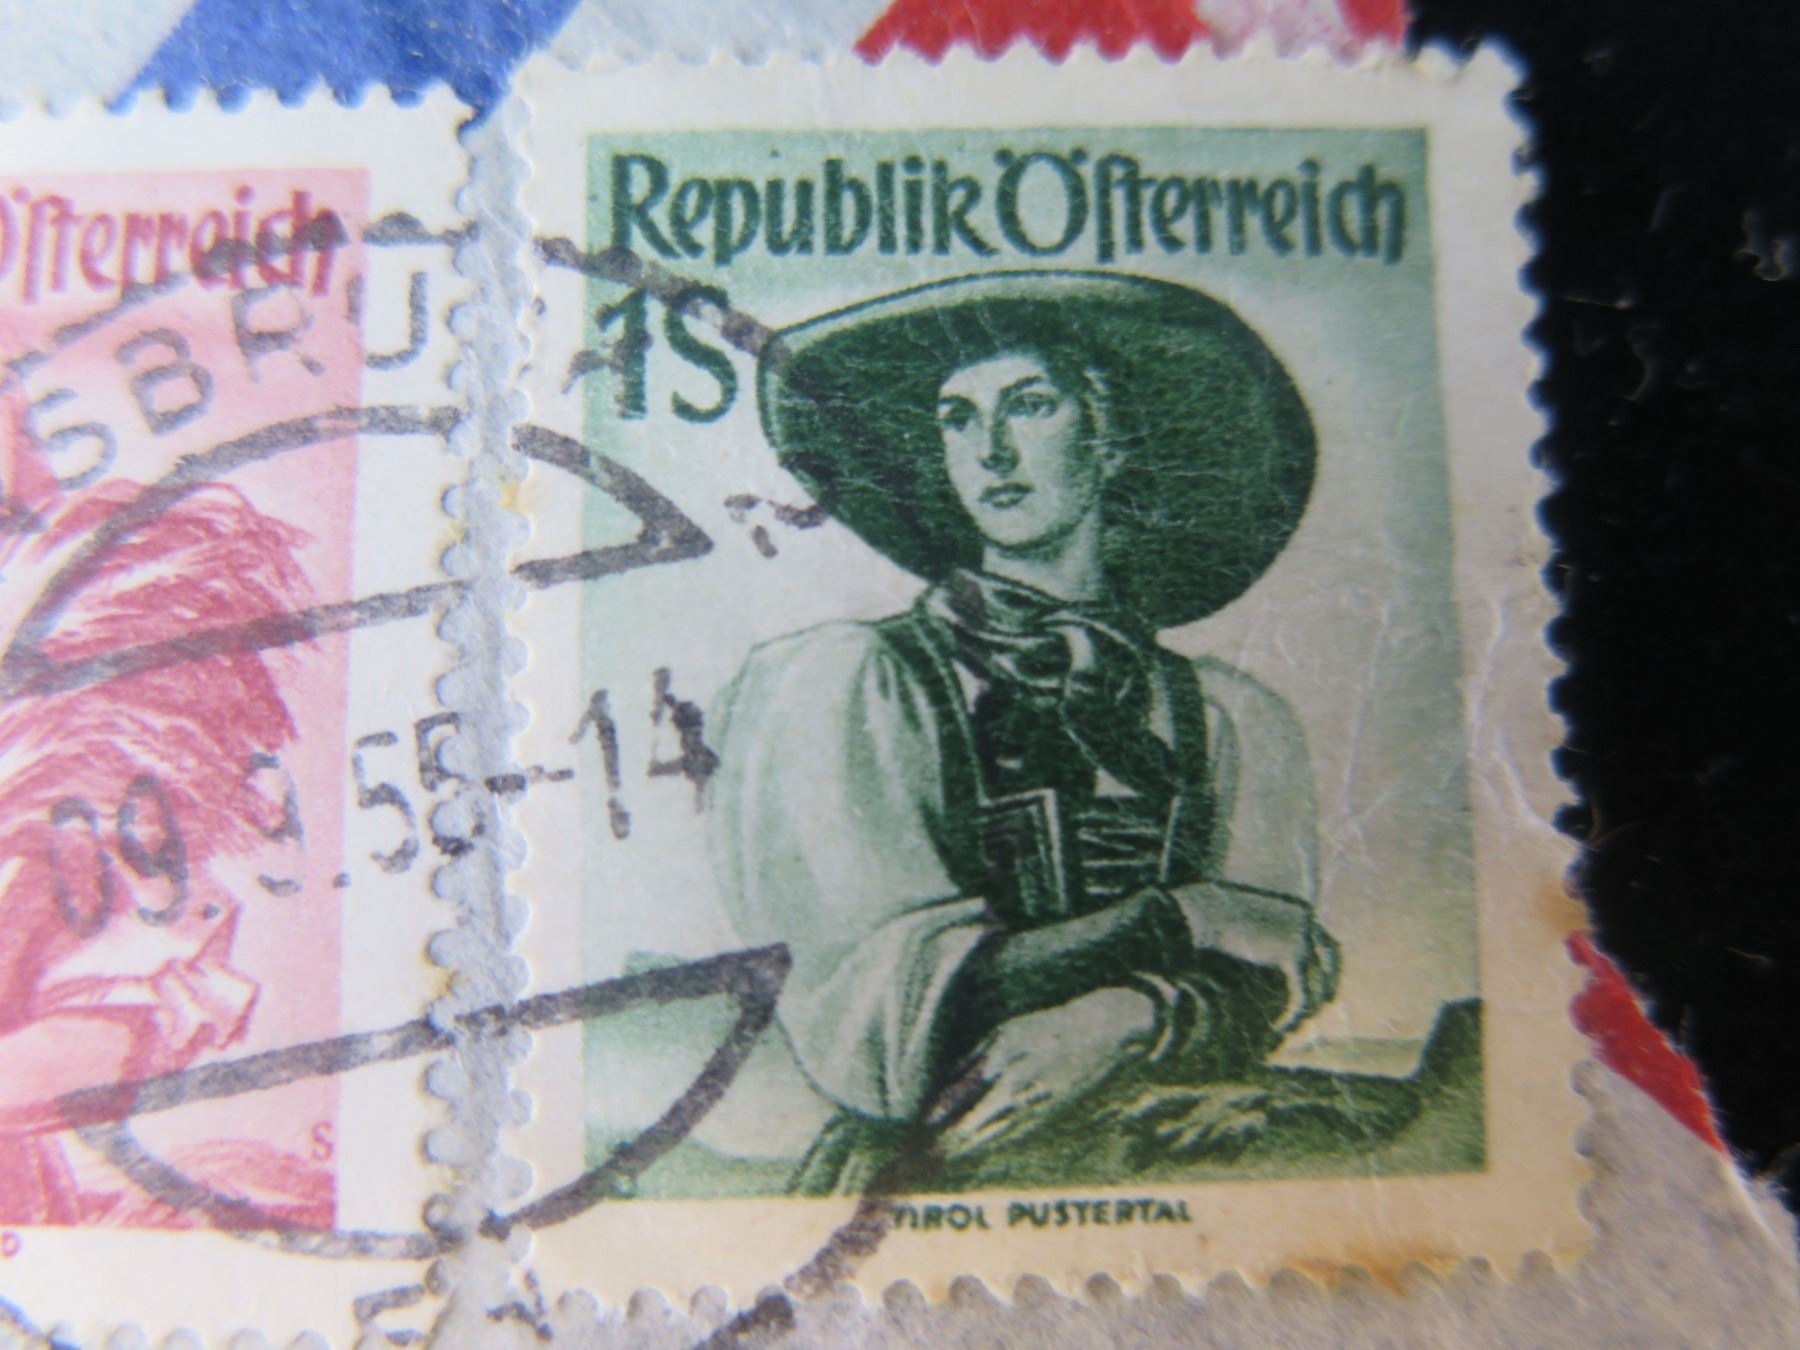 Republik Österreich
1S
TIROL PUSTERTAL
Österreich
SBRU
09. 9.55-14
S